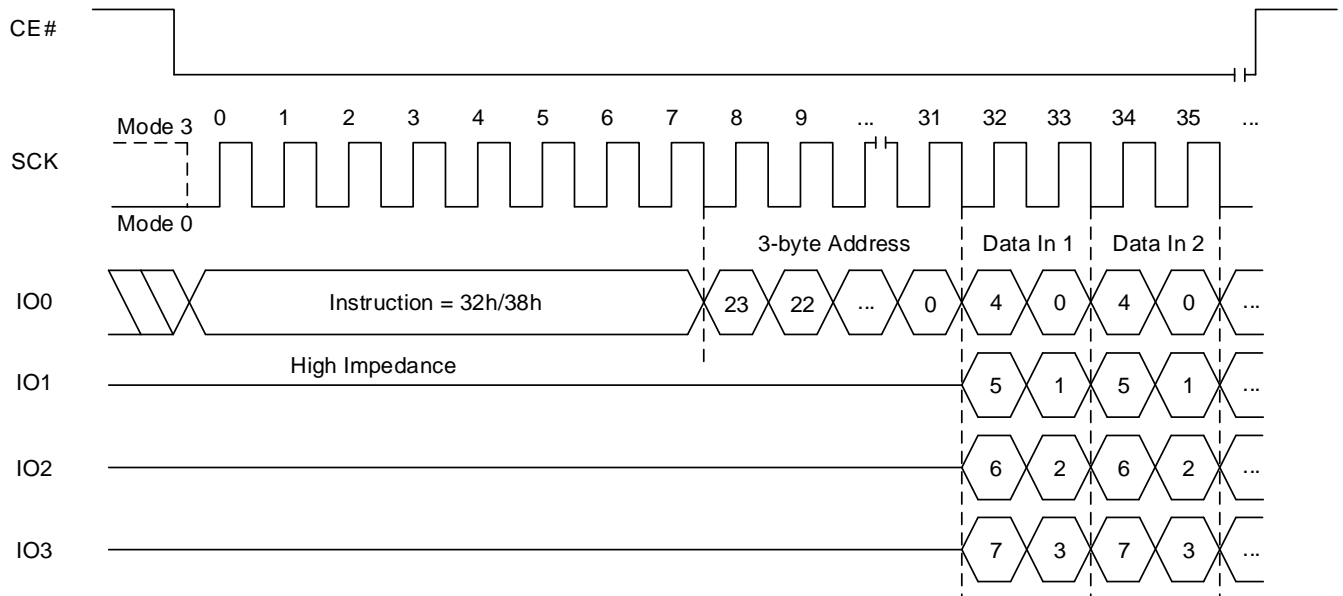 CE#
0 1 2 3 4 5 6 7 8 9 ... 31 32 33 34 35 ...
Mode 3
SCK
Mode 0
3-byte Address Data In 1 Data In 2
IO0 Instruction = 32h/38h 23 22 ... 0 4 0 4 0 ...
High Impedance
IO1 5 1 5 1 ...
IO2 6 2 6 2 ...
IO3 7 3 7 3 ...